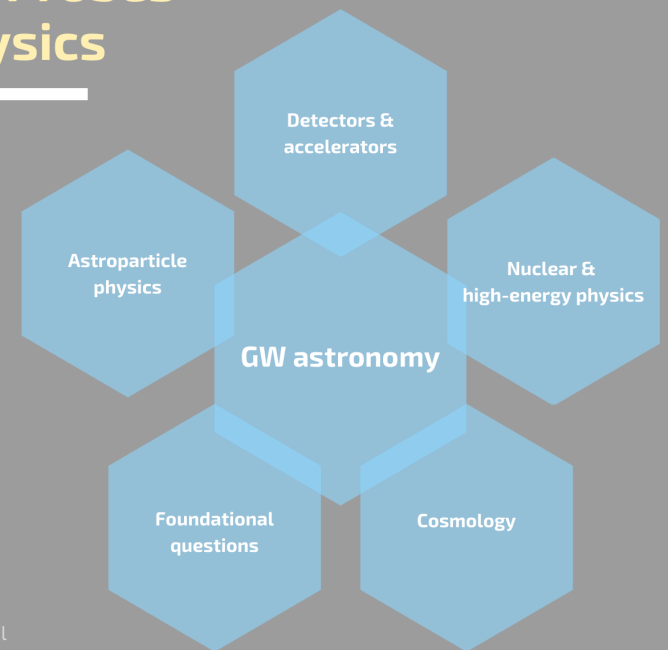 ysics
Detectors &
accelerators
Astroparticle
physics
Nuclear &
high-energy physics
GW astronomy
Foundational
questions
Cosmology